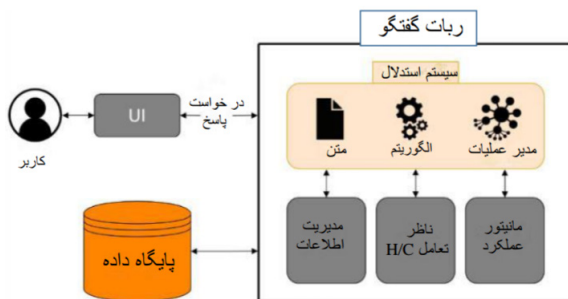 ربات گفتگو
سیستم استدلال
در خواست
پاسخ
UI
کاربر
مدیر عملیات
الگوریتم
متن
مانیتور
عملکرد
ناظر
تعامل H/C
مدیریت
اطلاعات
پایگاه داده